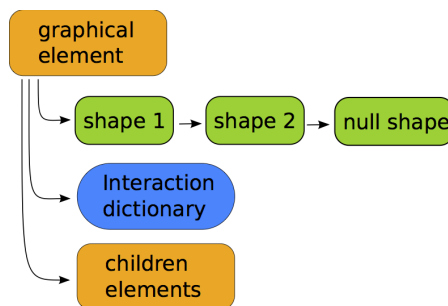 graphical
element
shape 1
shape 2
null shape
Interaction
dictionary
children
elements